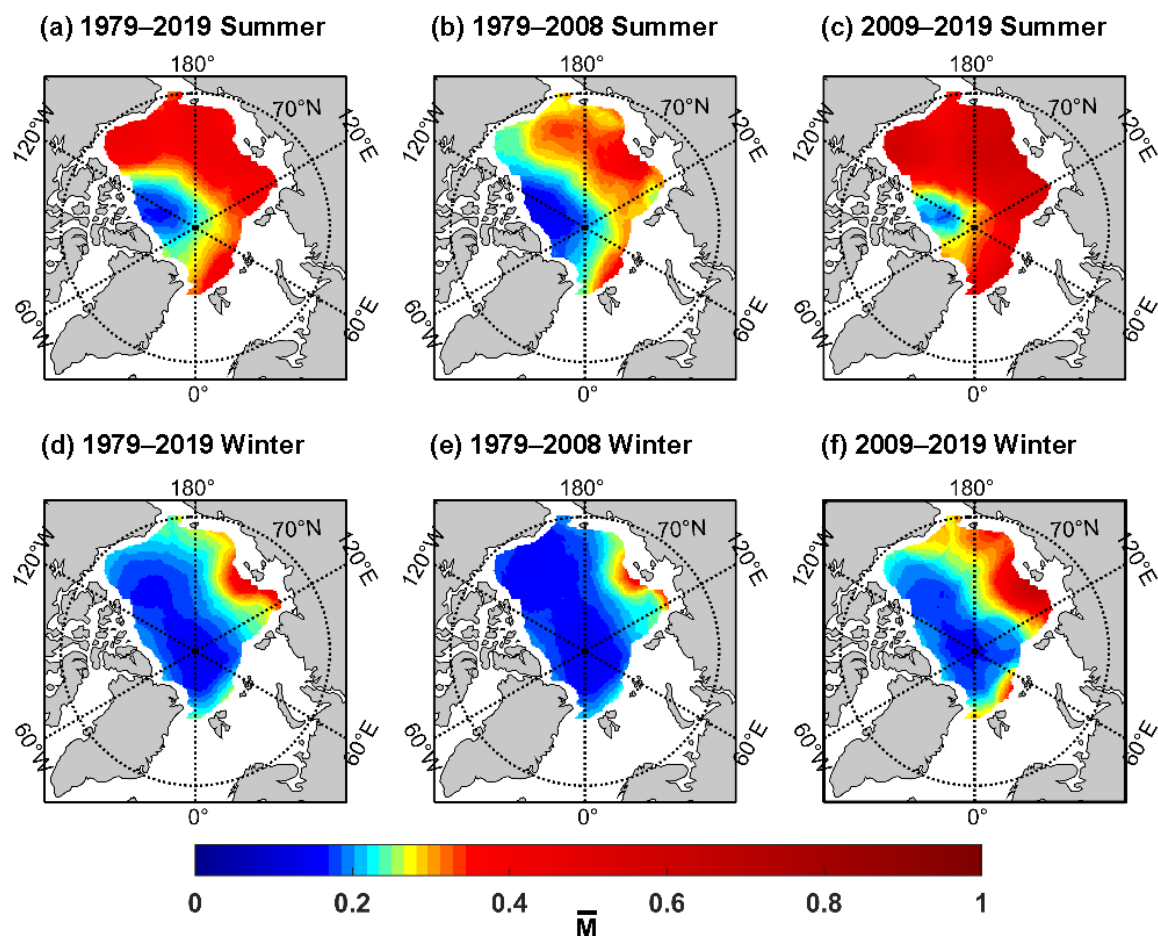 (a) 1979–2019 Summer
(b) 1979–2008 Summer
(c) 2009–2019 Summer
180°
180°
180°
70°N
70°N
70°N
120°W
120°E
120°W
120°E
120°W
120°E
60°W
60°E
60°W
60°E
60°W
60°E
0°
0°
0°
(d) 1979–2019 Winter
(e) 1979–2008 Winter
(f) 2009–2019 Winter
180°
180°
180°
70°N
70°N
70°N
120°W
120°E
120°W
120°E
120°W
120°E
60°W
60°E
60°W
60°E
60°W
60°E
0°
0°
0°
0 0.2 0.4 0.6 0.8 1
M̅